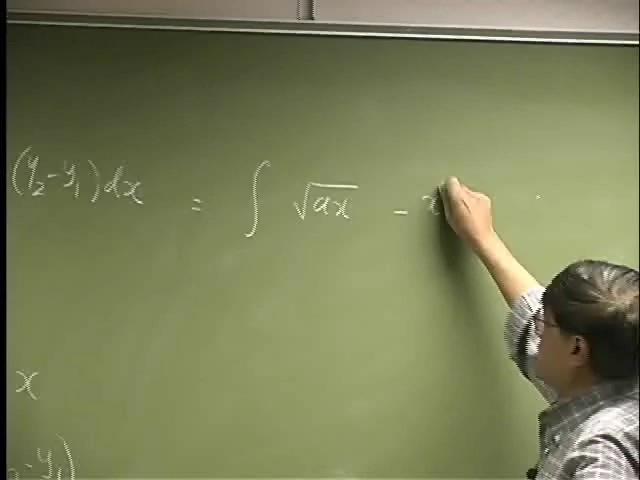 (y₂-y₁)dx = ∫ √ax - x
x
-y₁)